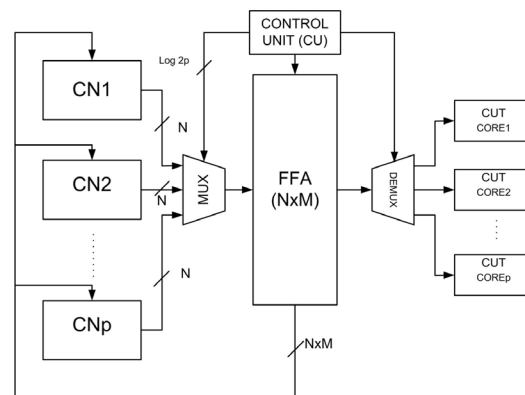 CONTROL
UNIT (CU)
Log 2p
CN1
N
CN2
N
CNp
N
MUX
FFA
(NxM)
NxM
DEMUX
CUT
CORE1
CUT
CORE2
CUT
COREp